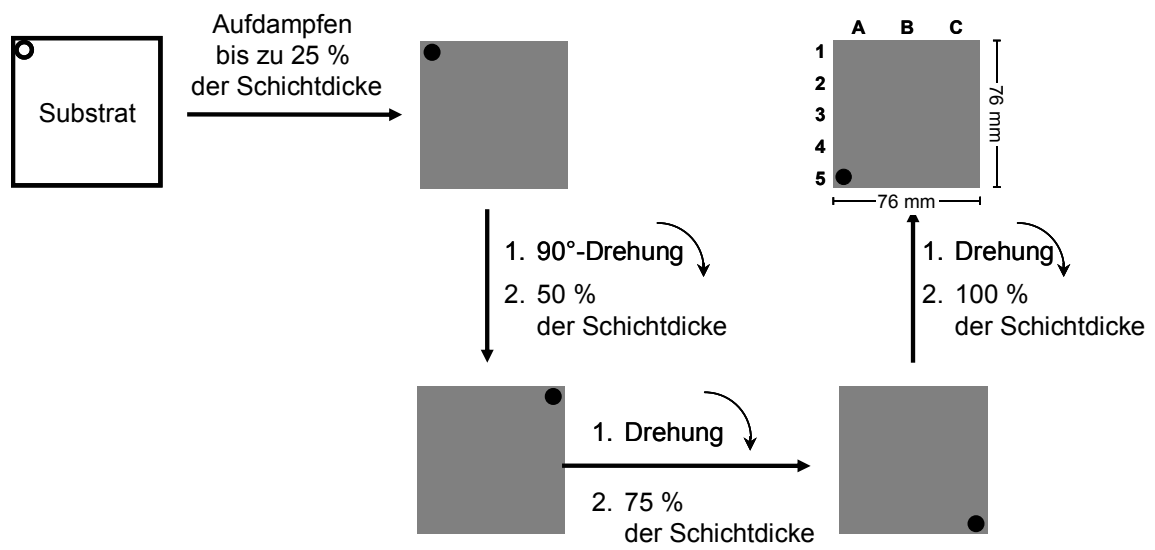 Substrat
Aufdampfen
bis zu 25 %
der Schichtdicke
1. 90°-Drehung
2. 50 %
der Schichtdicke
1. Drehung
2. 75 %
der Schichtdicke
1. Drehung
2. 100 %
der Schichtdicke
A B C
1
2
3
4
5
76 mm
76 mm